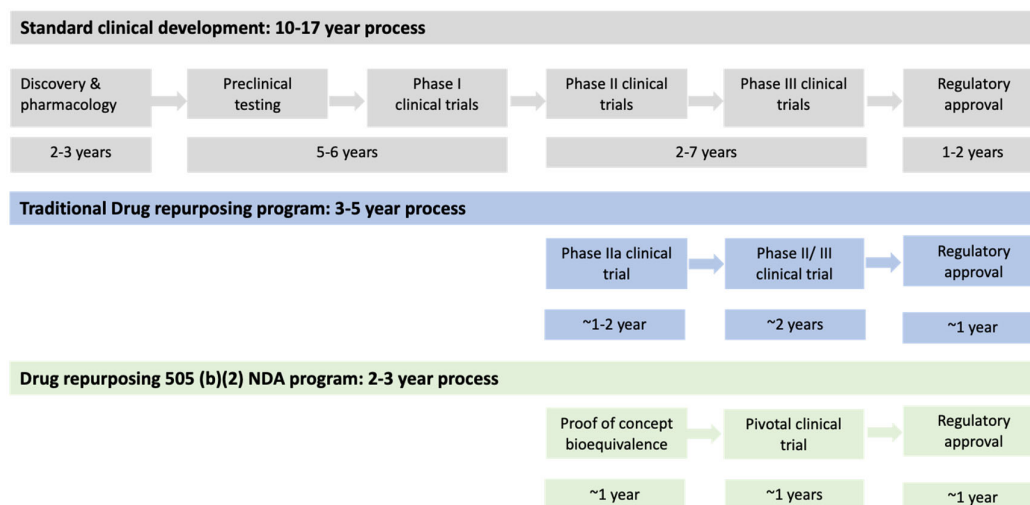 Standard clinical development: 10-17 year process
Discovery &
pharmacology
Preclinical
testing
Phase I
clinical trials
Phase II clinical
trials
Phase III clinical
trials
Regulatory
approval
2-3 years
5-6 years
2-7 years
1-2 years
Traditional Drug repurposing program: 3-5 year process
Phase IIa clinical
trial
Phase II/ III
clinical trial
Regulatory
approval
~1-2 year
~2 years
~1 year
Drug repurposing 505 (b)(2) NDA program: 2-3 year process
Proof of concept
bioequivalence
Pivotal clinical
trial
Regulatory
approval
~1 year
~1 years
~1 year